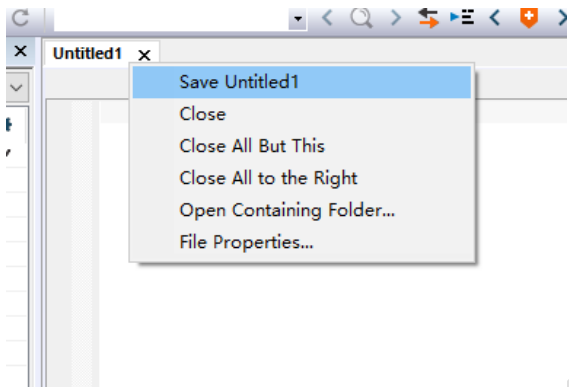 Untitled1
Save Untitled1
Close
Close All But This
Close All to the Right
Open Containing Folder...
File Properties...